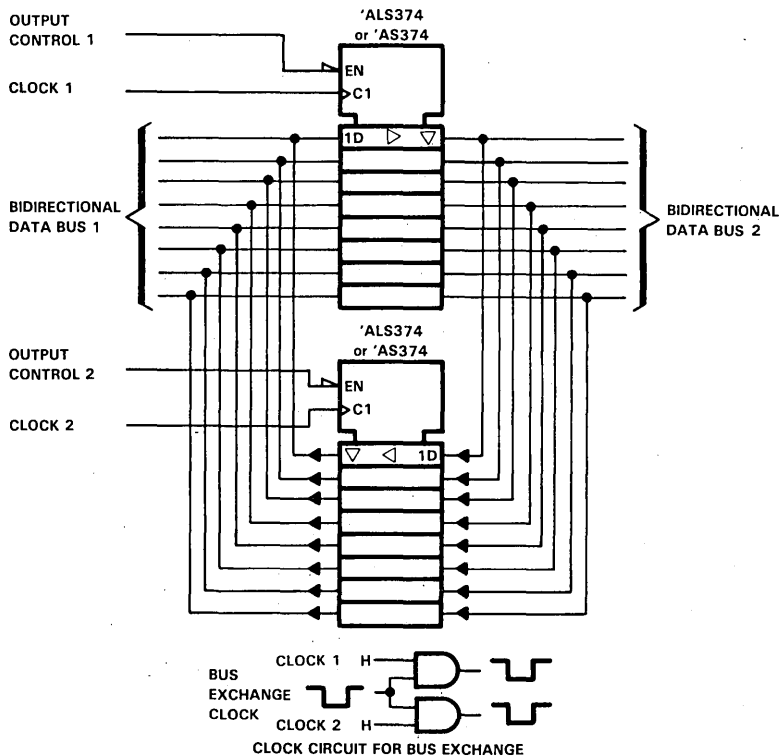 OUTPUT
CONTROL 1
'ALS374
or 'AS374
EN
CLOCK 1
C1
1D
BIDIRECTIONAL
DATA BUS 1
BIDIRECTIONAL
DATA BUS 2
'ALS374
or 'AS374
OUTPUT
CONTROL 2
EN
C1
CLOCK 2
1D
CLOCK 1 H
BUS
EXCHANGE
CLOCK
CLOCK 2 H
CLOCK CIRCUIT FOR BUS EXCHANGE